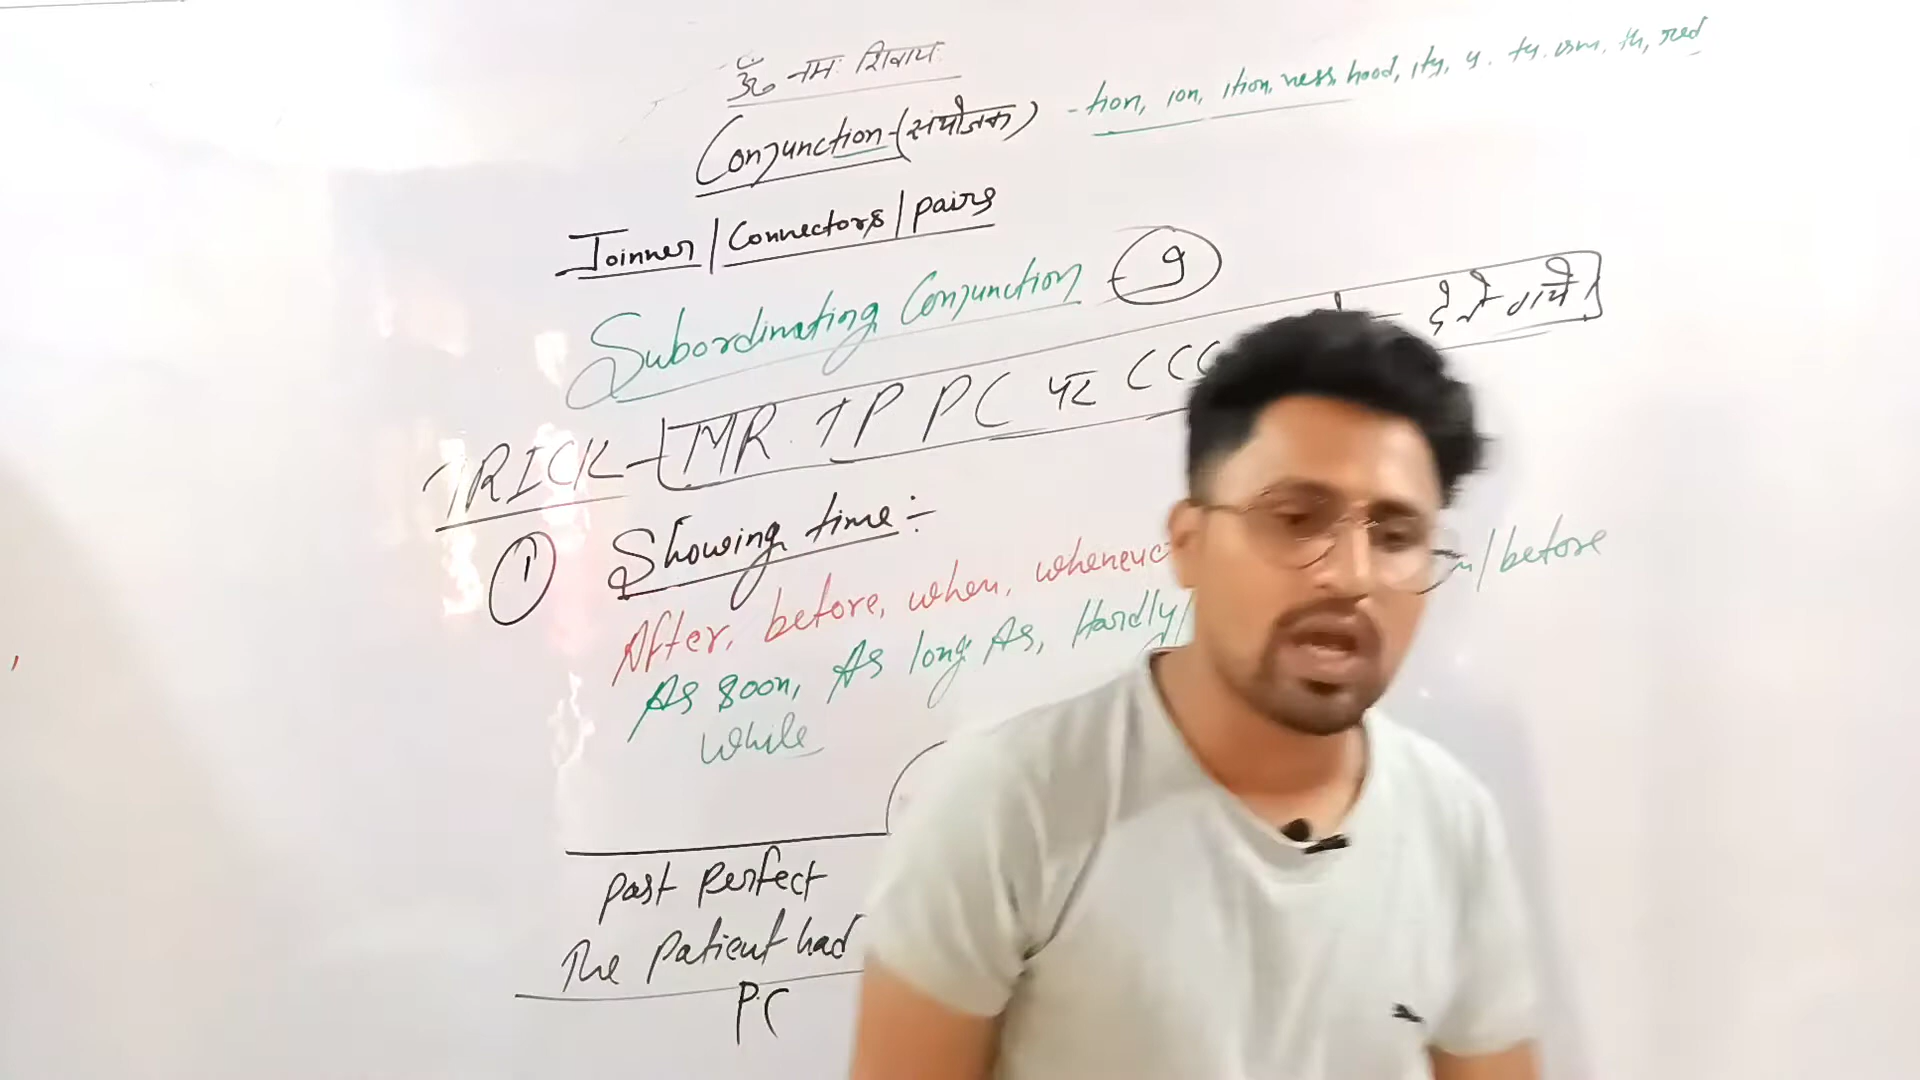 ॐ नमः शिवाय
Conjunction-(संयोजक) - tion, ion, ition, ness, hood, ity, y. ty. ism, th, red
Joinner/Connectors/pairs
Subordinating Conjunction - 9
TRICK - MR. TP PC पर CCC देने गये।
① Showing time :-
After, before, when, whenever
As soon, As long As, Hardly/ /before
while
past perfect
The patient had
P.C